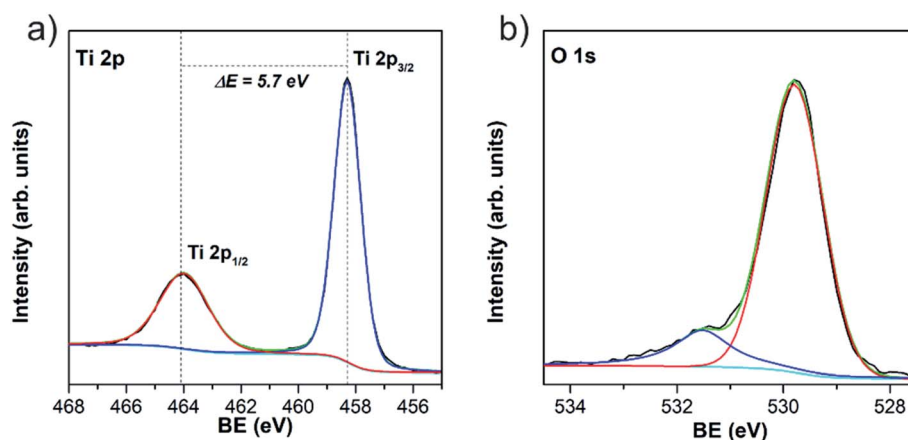 a)
Ti 2p
Ti 2p3/2
ΔE = 5.7 eV
Ti 2p1/2
Intensity (arb. units)
468 466 464 462 460 458 456
BE (eV)
b)
O 1s
Intensity (arb. units)
534 532 530 528
BE (eV)